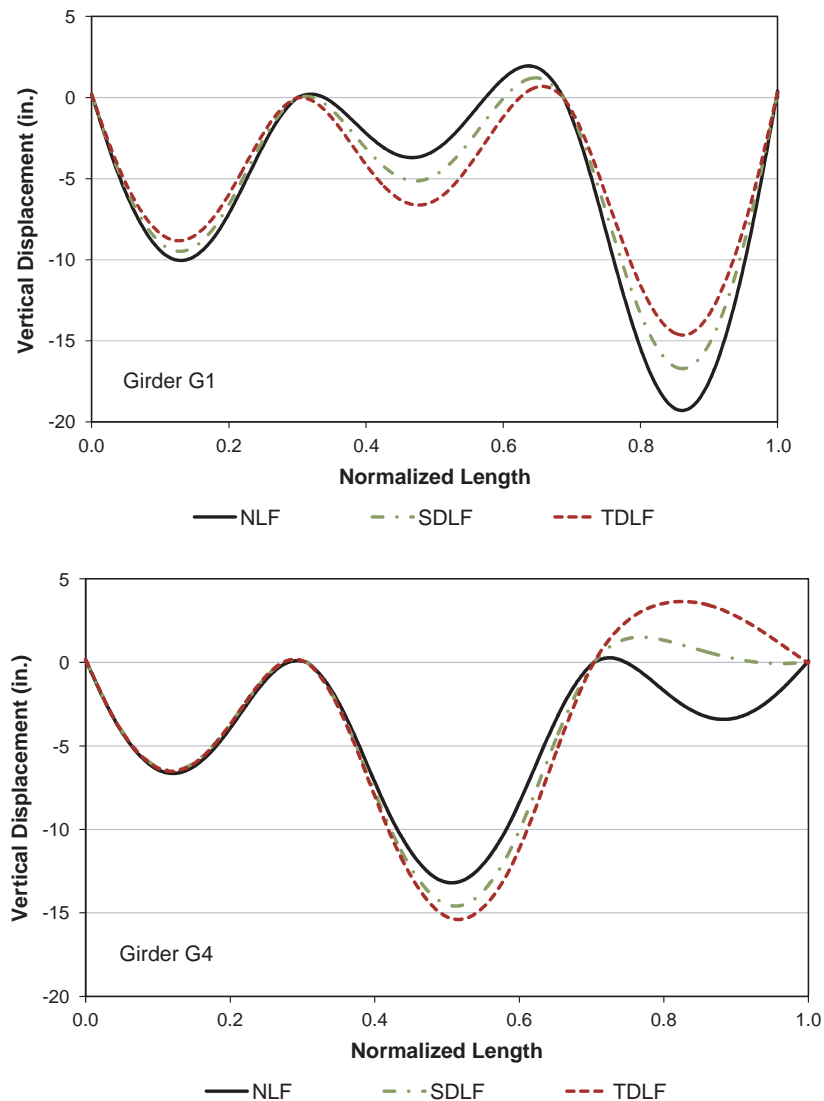 5
0
-5
-10
-15
-20
Vertical Displacement (in.)
Girder G1
0.0 0.2 0.4 0.6 0.8 1.0
Normalized Length
NLF SDLF TDLF
5
0
-5
-10
-15
-20
Vertical Displacement (in.)
Girder G4
0.0 0.2 0.4 0.6 0.8 1.0
Normalized Length
NLF SDLF TDLF